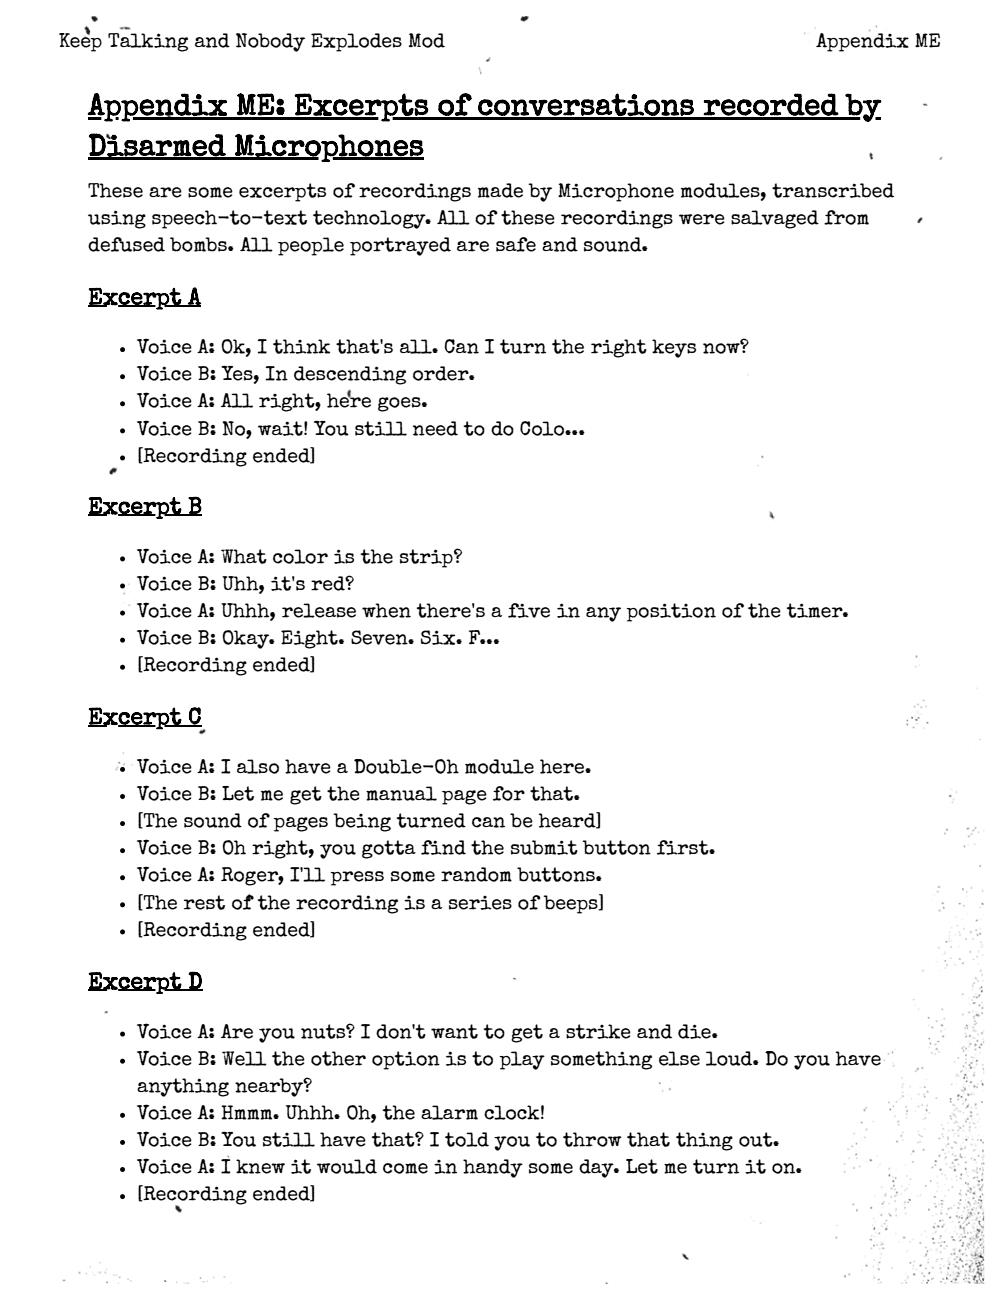 Keep Talking and Nobody Explodes Mod
Appendix ME
Appendix ME: Excerpts of conversations recorded by
Disarmed Microphones
These are some excerpts of recordings made by Microphone modules, transcribed
using speech-to-text technology. All of these recordings were salvaged from
defused bombs. All people portrayed are safe and sound.
Excerpt A
• Voice A: Ok, I think that's all. Can I turn the right keys now?
• Voice B: Yes, In descending order.
• Voice A: All right, here goes.
• Voice B: No, wait! You still need to do Colo...
• [Recording ended]
Excerpt B
• Voice A: What color is the strip?
• Voice B: Uhh, it's red?
• Voice A: Uhhh, release when there's a five in any position of the timer.
• Voice B: Okay. Eight. Seven. Six. F...
• [Recording ended]
Excerpt C
• Voice A: I also have a Double-Oh module here.
• Voice B: Let me get the manual page for that.
• [The sound of pages being turned can be heard]
• Voice B: Oh right, you gotta find the submit button first.
• Voice A: Roger, I'll press some random buttons.
• [The rest of the recording is a series of beeps]
• [Recording ended]
Excerpt D
• Voice A: Are you nuts? I don't want to get a strike and die.
• Voice B: Well the other option is to play something else loud. Do you have
anything nearby?
• Voice A: Hmmm. Uhhh. Oh, the alarm clock!
• Voice B: You still have that? I told you to throw that thing out.
• Voice A: I knew it would come in handy some day. Let me turn it on.
• [Recording ended]